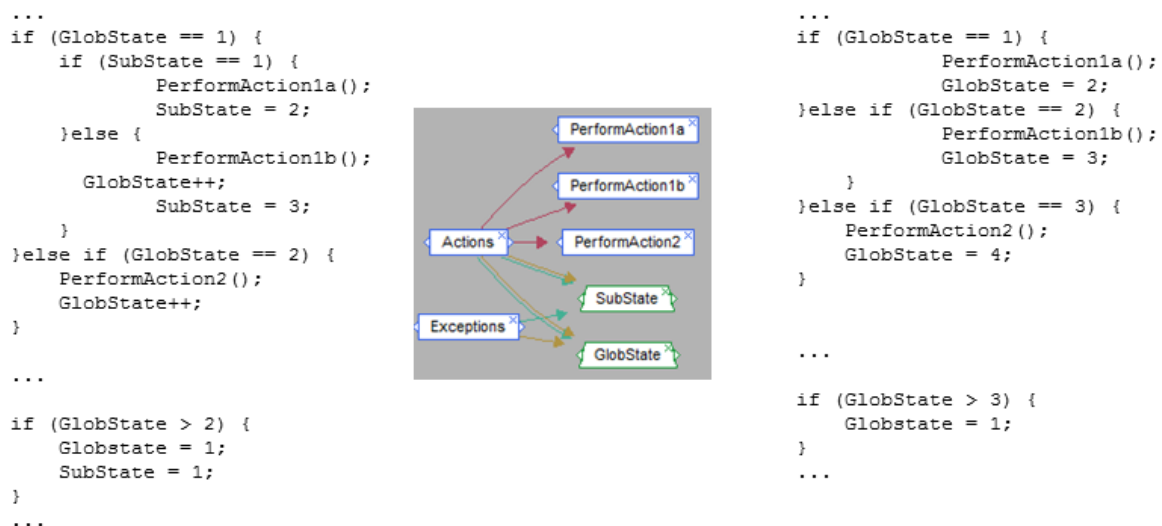 ...
if (GlobState == 1) {
    if (SubState == 1) {
            PerformAction1a();
            SubState = 2;
    }else {
            PerformAction1b();
      GlobState++;
            SubState = 3;
    }
}else if (GlobState == 2) {
    PerformAction2();
    GlobState++;
}
...
if (GlobState > 2) {
    Globstate = 1;
    SubState = 1;
}
...
PerformAction1a
PerformAction1b
Actions
PerformAction2
SubState
Exceptions
GlobState
...
if (GlobState == 1) {
            PerformAction1a();
            GlobState = 2;
}else if (GlobState == 2) {
            PerformAction1b();
            GlobState = 3;
    }
}else if (GlobState == 3) {
    PerformAction2();
    GlobState = 4;
}
...
if (GlobState > 3) {
    Globstate = 1;
}
...